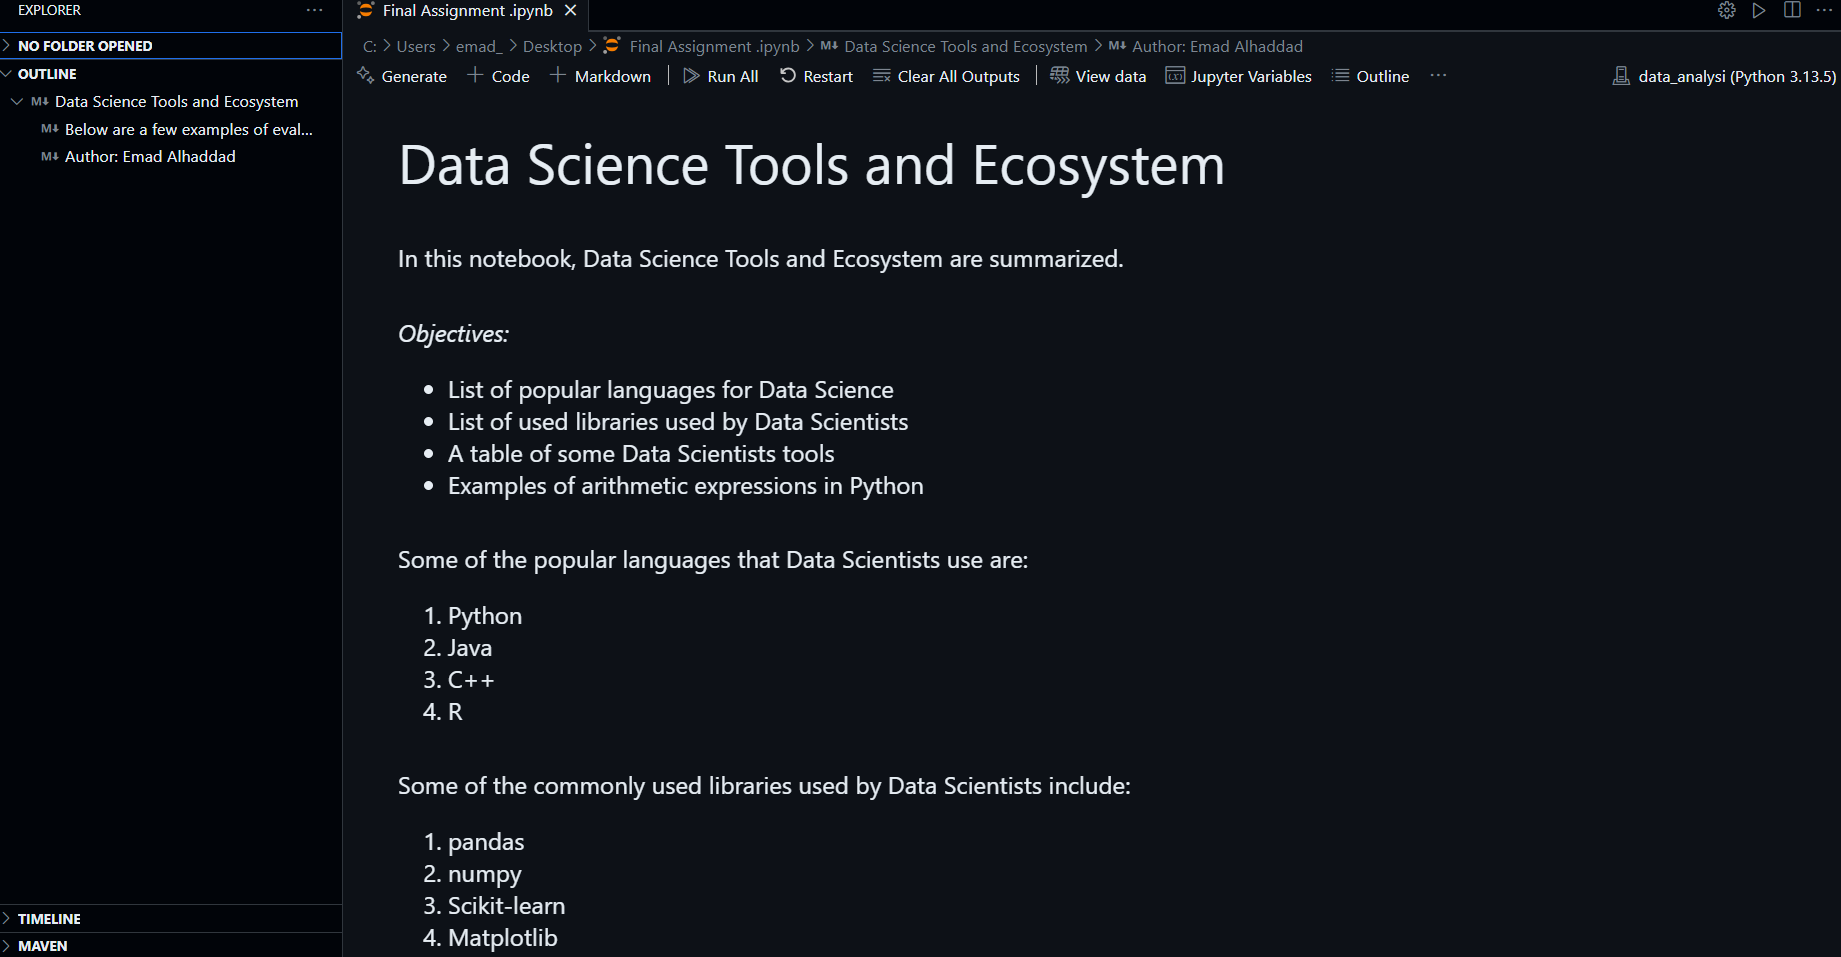 EXPLORER
NO FOLDER OPENED
OUTLINE
Data Science Tools and Ecosystem
Below are a few examples of eval...
Author: Emad Alhaddad
TIMELINE
MAVEN
Final Assignment .ipynb
C: > Users > emad_ > Desktop > Final Assignment .ipynb > M↓ Data Science Tools and Ecosystem > M↓ Author: Emad Alhaddad
Generate + Code + Markdown | Run All Restart Clear All Outputs | View data Jupyter Variables Outline ... data_analysi (Python 3.13.5)
Data Science Tools and Ecosystem
In this notebook, Data Science Tools and Ecosystem are summarized.
Objectives:
• List of popular languages for Data Science
• List of used libraries used by Data Scientists
• A table of some Data Scientists tools
• Examples of arithmetic expressions in Python
Some of the popular languages that Data Scientists use are:
1. Python
2. Java
3. C++
4. R
Some of the commonly used libraries used by Data Scientists include:
1. pandas
2. numpy
3. Scikit-learn
4. Matplotlib